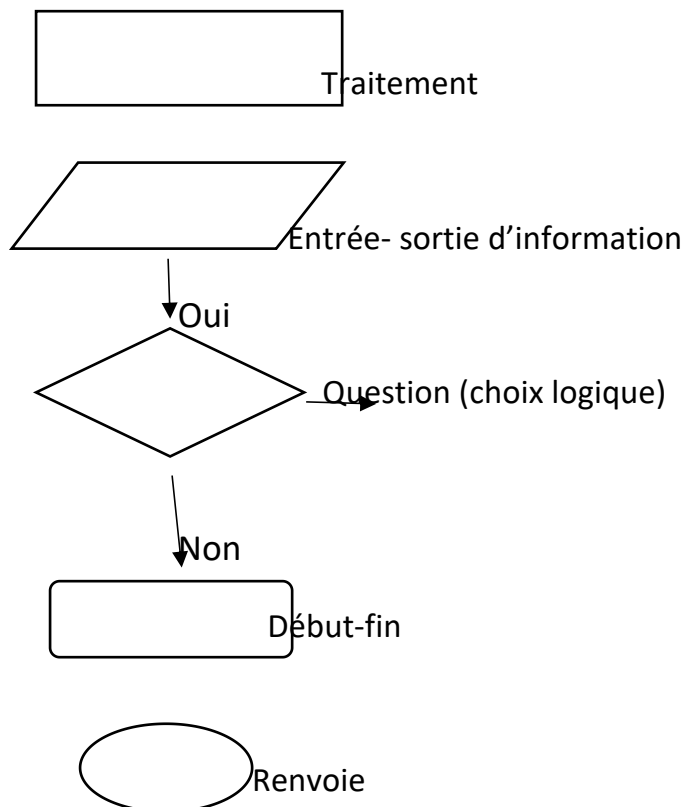 Traitement
Entrée- sortie d’information
Oui
Question (choix logique)
Non
Début-fin
Renvoie